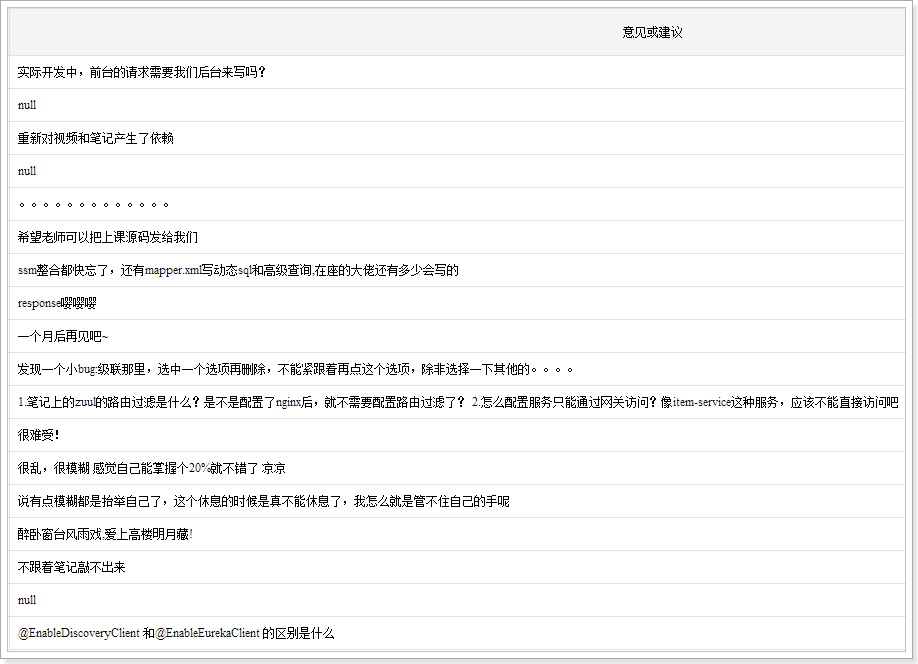 意见或建议
实际开发中，前台的请求需要我们后台来写吗？
null
重新对视频和笔记产生了依赖
null
。。。。。。。。。。。。。
希望老师可以把上课源码发给我们
ssm整合都快忘了，还有mapper.xml写动态sql和高级查询,在座的大佬还有多少会写的
response嘤嘤嘤
一个月后再见吧~
发现一个小bug:级联那里，选中一个选项再删除，不能紧跟着再点这个选项，除非选择一下其他的。。。。
1.笔记上的zuul的路由过滤是什么？是不是配置了nginx后，就不需要配置路由过滤了？ 2.怎么配置服务只能通过网关访问？像item-service这种服务，应该不能直接访问吧
很难受！
很乱，很模糊 感觉自己能掌握个20%就不错了 凉凉
说有点模糊都是抬举自己了，这个休息的时候是真不能休息了，我怎么就是管不住自己的手呢
醉卧窗台风雨戏,爱上高楼明月藏!
不跟着笔记敲不出来
null
@EnableDiscoveryClient 和@EnableEurekaClient 的区别是什么